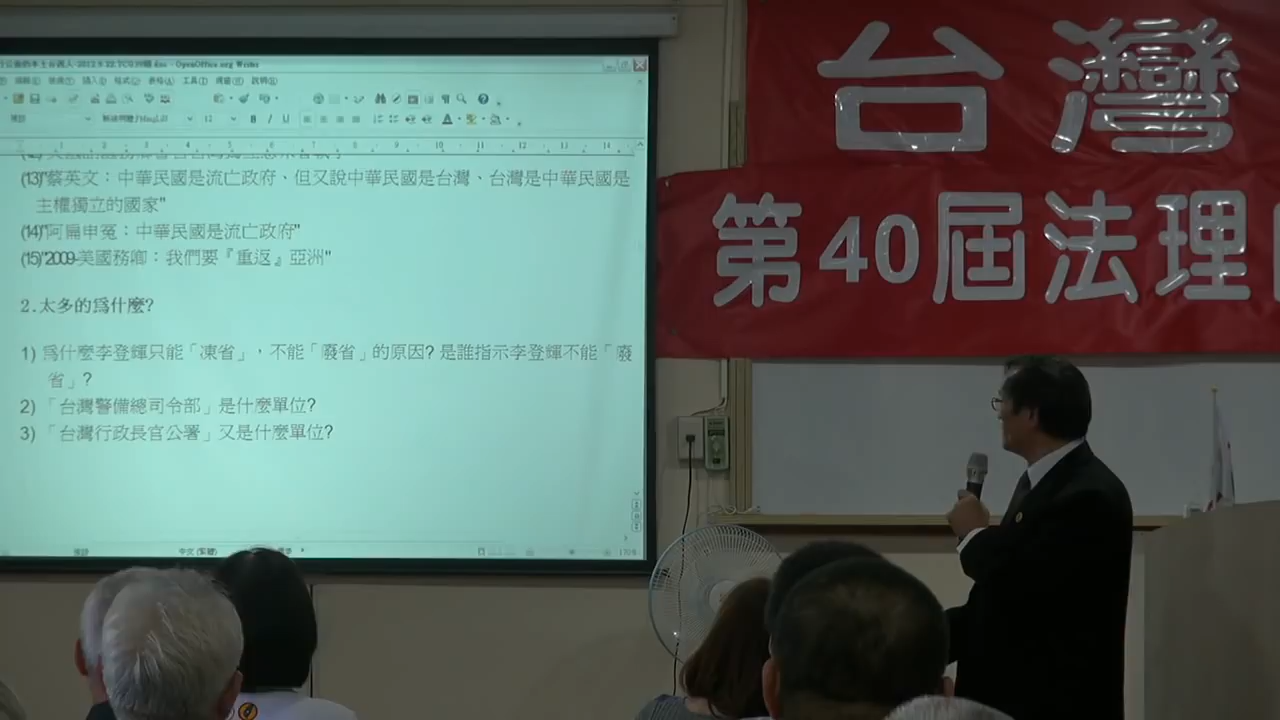 OpenOffice.org Writer
(13)"蔡英文：中華民國是流亡政府、但又說中華民國是台灣、台灣是中華民國是
主權獨立的國家"
(14)"阿扁申冤：中華民國是流亡政府"
(15)"2009-美國務卿：我們要『重返』亞洲"
2.太多的爲什麼?
1) 爲什麼李登輝只能「凍省」，不能「廢省」的原因? 是誰指示李登輝不能「廢
省」?
2) 「台灣警備總司令部」是什麼單位?
3) 「台灣行政長官公署」又是什麼單位?
台灣
第40屆法理